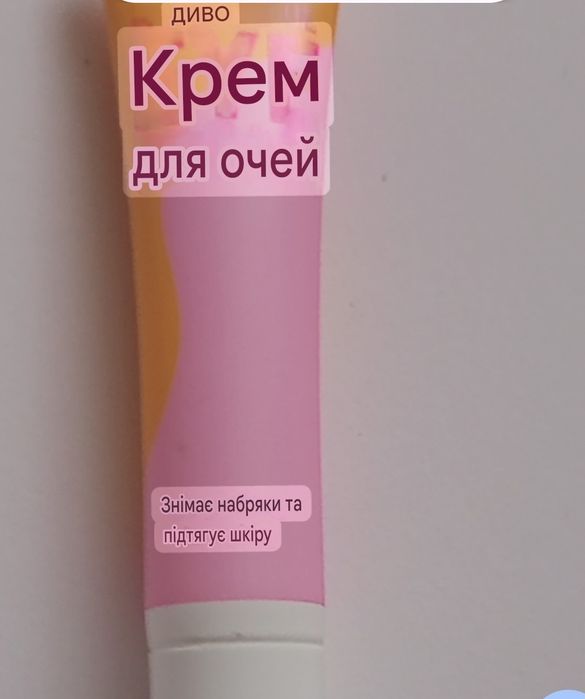 ДИВО
Крем
для очей
Знімає набряки та
підтягує шкіру